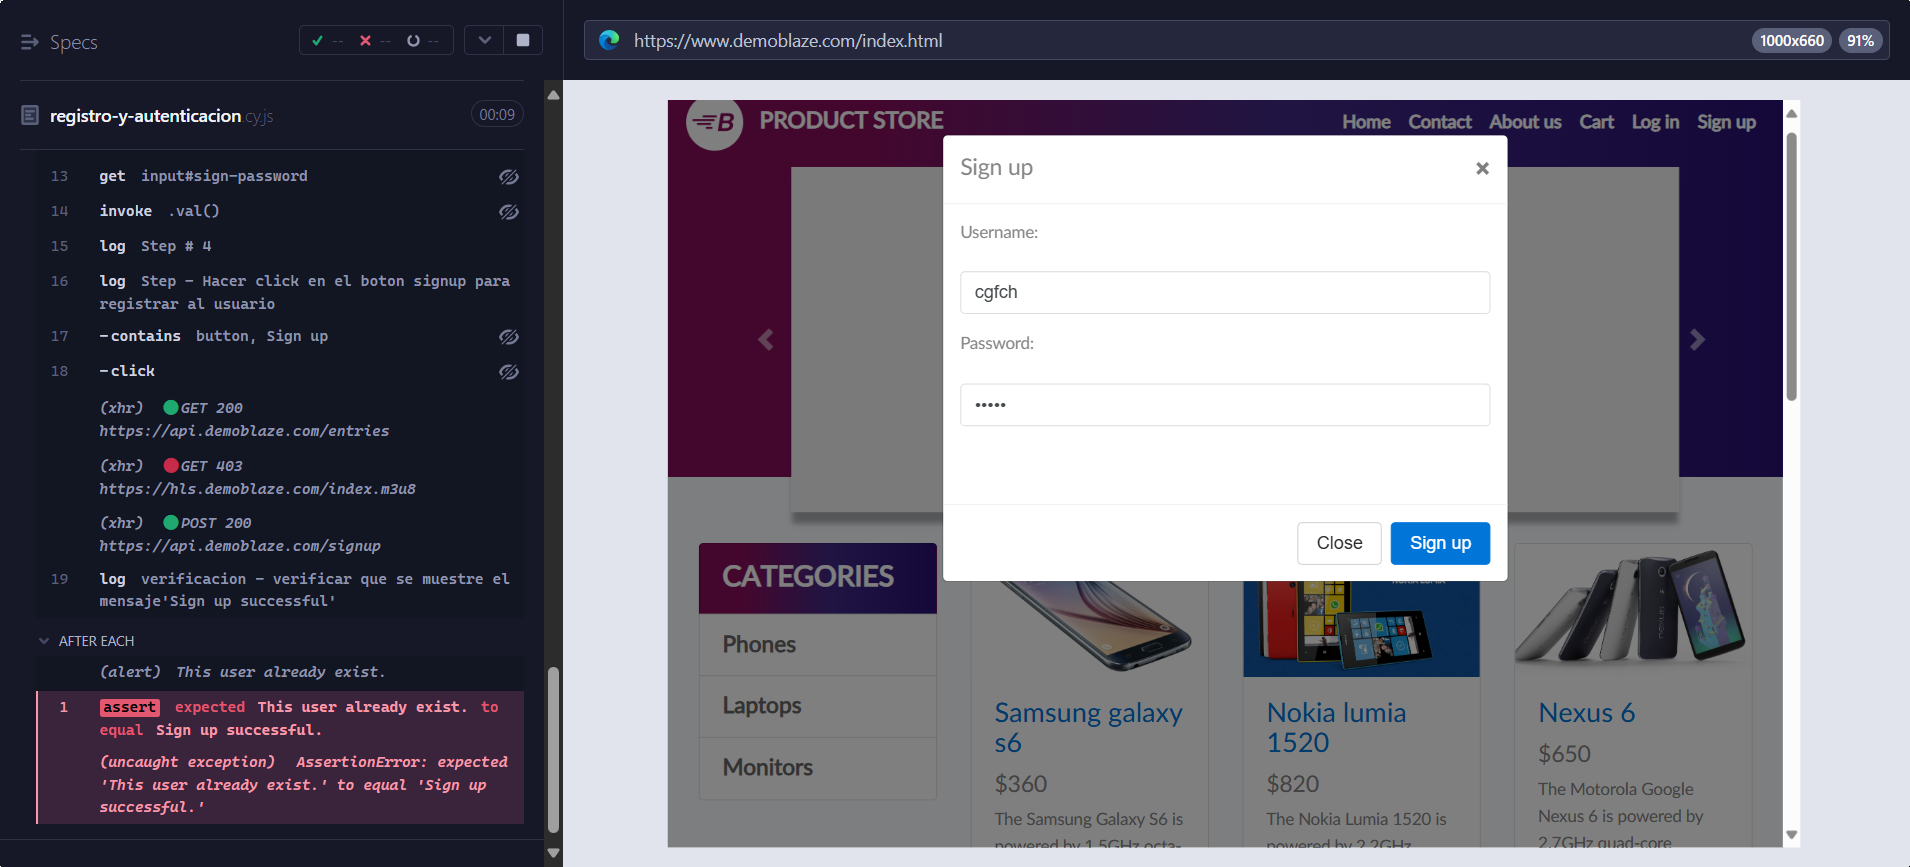 Specs
--
--
--
https://www.demoblaze.com/index.html
1000x660
91%
registro-y-autenticacion.cy.js
00:09
13 get input#sign-password
14 invoke .val()
15 log Step # 4
16 log Step - Hacer click en el boton signup para
registrar al usuario
17 -contains button, Sign up
18 -click
(xhr) GET 200
https://api.demoblaze.com/entries
(xhr) GET 403
https://hls.demoblaze.com/index.m3u8
(xhr) POST 200
https://api.demoblaze.com/signup
19 log verificacion - verificar que se muestre el
mensaje'Sign up successful'
AFTER EACH
(alert) This user already exist.
1 assert expected This user already exist. to
equal Sign up successful.
(uncaught exception) AssertionError: expected
'This user already exist.' to equal 'Sign up
successful.'
B PRODUCT STORE
Home Contact About us Cart Log in Sign up
Sign up
×
Username:
cgfch
Password:
•••••
Close
Sign up
CATEGORIES
Phones
Laptops
Monitors
Samsung galaxy
s6
$360
The Samsung Galaxy S6 is
powered by 1.5GHz octa-
Nokia lumia
1520
$820
The Nokia Lumia 1520 is
powered by 2.2GHz
Nexus 6
$650
The Motorola Google
Nexus 6 is powered by
2.7GHz quad-core